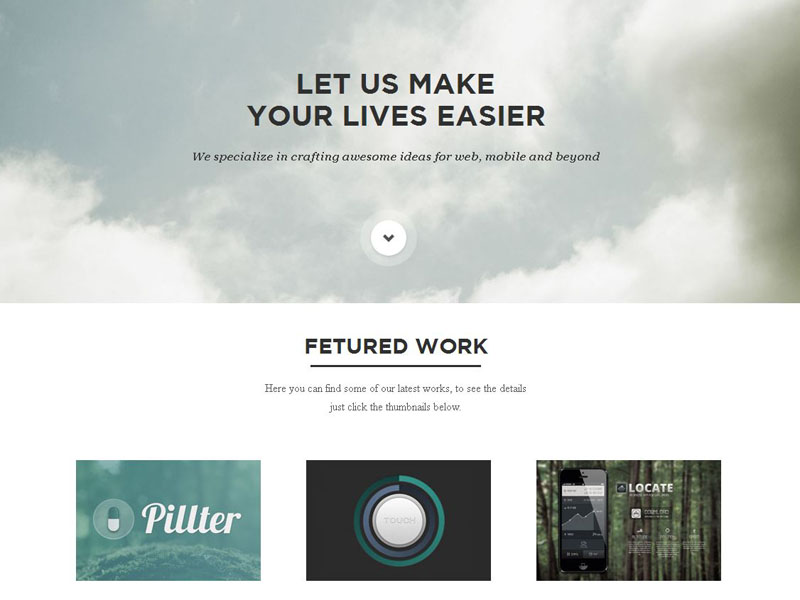 LET US MAKE
YOUR LIVES EASIER
We specialize in crafting awesome ideas for web, mobile and beyond
FETURED WORK
Here you can find some of our latest works, to see the details
just click the thumbnails below.
Pillter
TOUCH
LOCATE